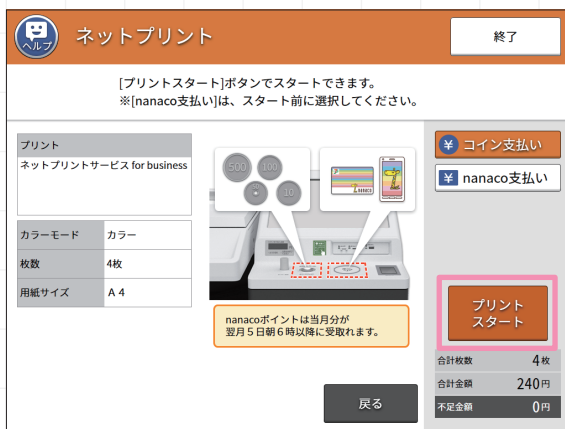 ヘルプ
ネットプリント
終了
[プリントスタート]ボタンでスタートできます。
※[nanaco支払い]は、スタート前に選択してください。
プリント
ネットプリントサービス for business
カラーモード カラー
枚数 4枚
用紙サイズ A 4
500 100
10
nanaco
nanacoポイントは当月分が
翌月5日朝6時以降に受取れます。
戻る
¥ コイン支払い
¥ nanaco支払い
プリント
スタート
合計枚数 4枚
合計金額 240円
不足金額 0円